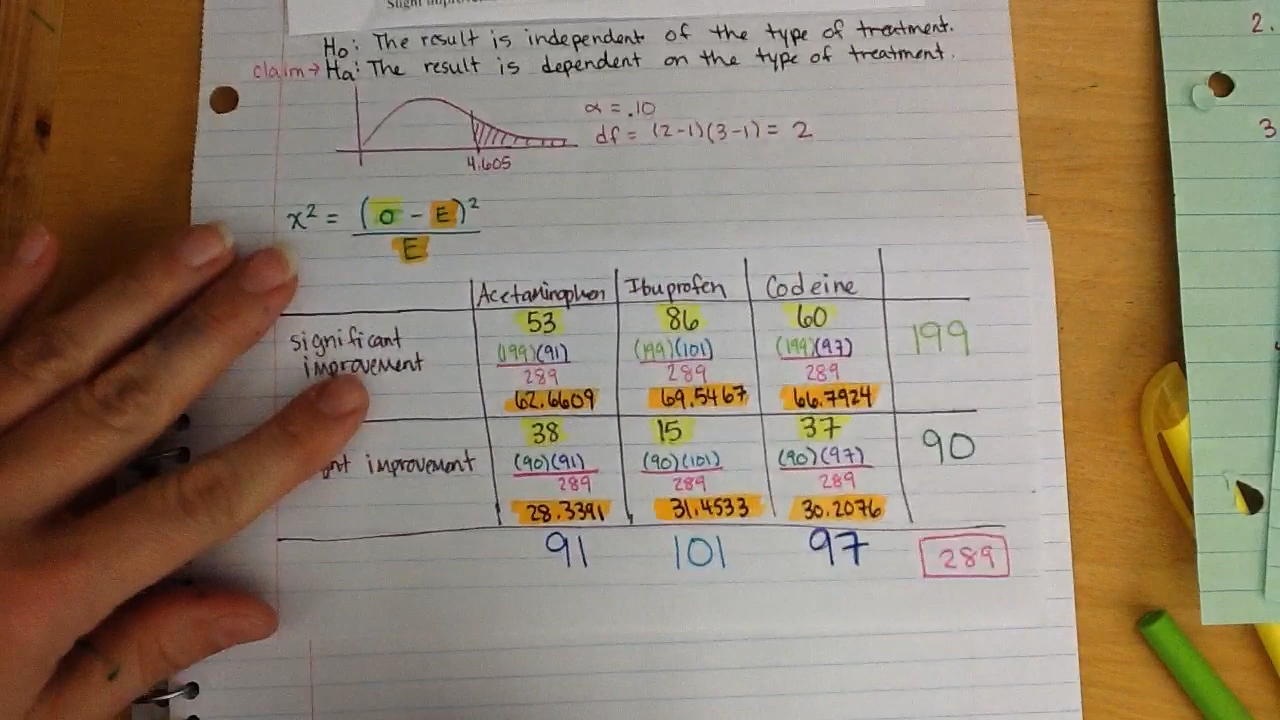 Ho: The result is independent of the type of treatment.
claim → Ha: The result is dependent on the type of treatment.
α = .10
df = (2-1)(3-1) = 2
4.605
x² = (O - E)²
E
Acetaminophen Ibuprofen Codeine
significant improvement
53 86 60
(199)(91) (199)(101) (199)(97)
289 289 289
62.6609 69.5467 66.7924
199
38 15 37
ght improvement
(90)(91) (90)(101) (90)(97)
289 289 289
28.3391 31.4533 30.2076
90
91 101 97 289
2.
3